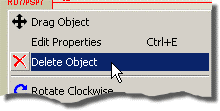 Drag Object
Edit Properties Ctrl+E
Delete Object
Rotate Clockwise